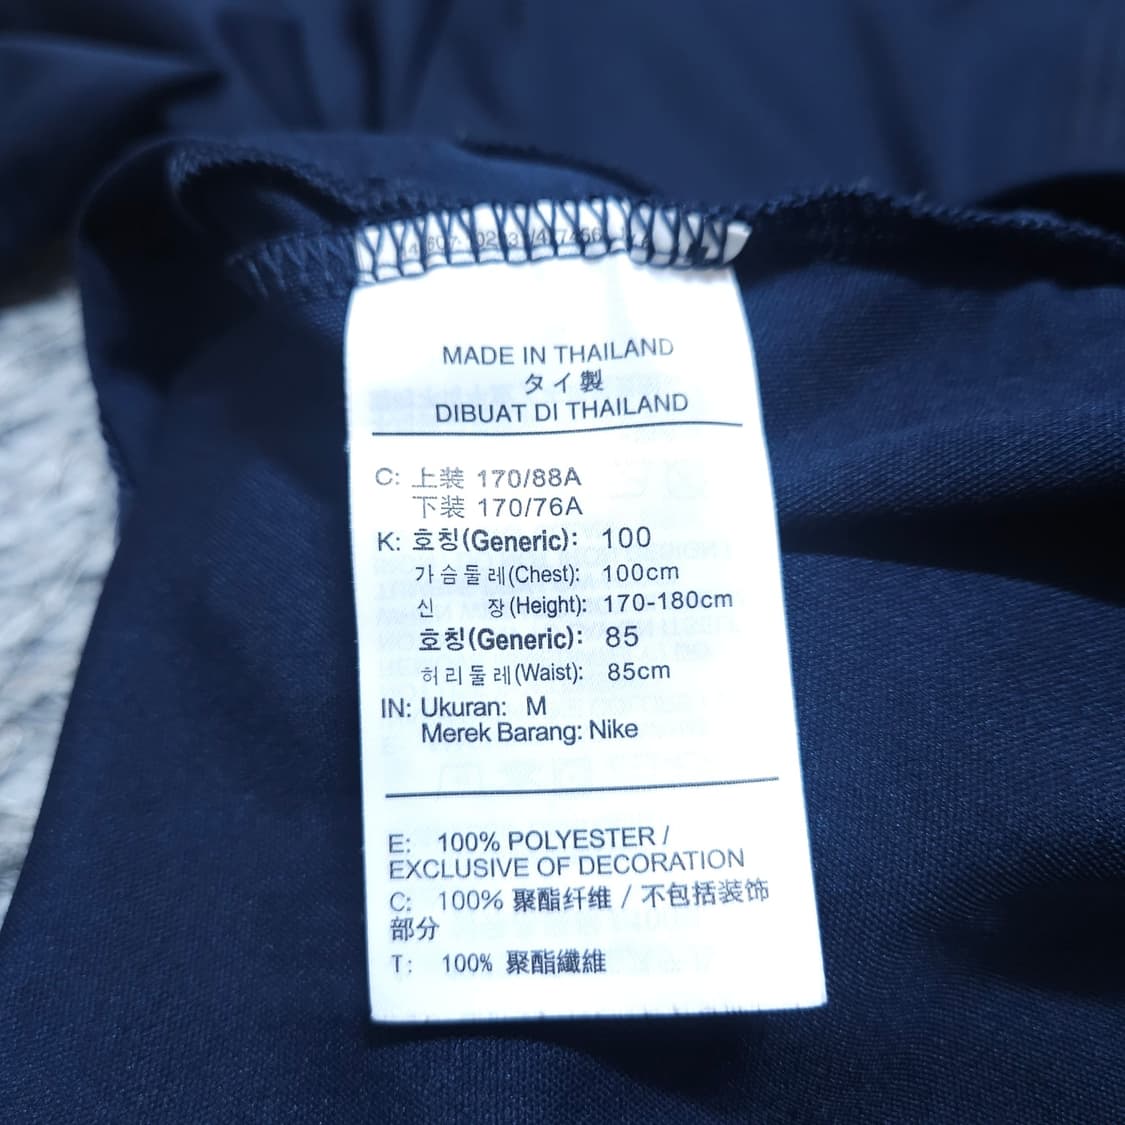 MADE IN THAILAND
タイ製
DIBUAT DI THAILAND
C: 上装 170/88A
下装 170/76A
K: 호칭(Generic): 100
가슴둘레(Chest): 100cm
신 장(Height): 170-180cm
호칭(Generic): 85
허리둘레(Waist): 85cm
IN: Ukuran: M
Merek Barang: Nike
E: 100% POLYESTER /
EXCLUSIVE OF DECORATION
C: 100% 聚酯纤维 / 不包括装饰
部分
T: 100% 聚酯纖維